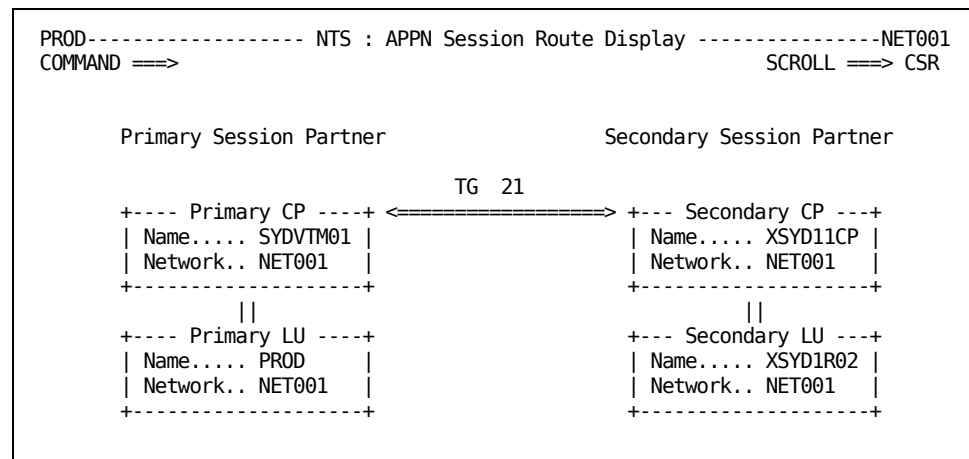 PROD------------------- NTS : APPN Session Route Display ----------------NET001
COMMAND ===>                                                   SCROLL ===> CSR
Primary Session Partner                   Secondary Session Partner
TG  21
+---- Primary CP ----+ <==================> +--- Secondary CP ---+
| Name..... SYDVTM01 |                      | Name..... XSYD11CP |
| Network.. NET001   |                      | Network.. NET001   |
+--------------------+                      +--------------------+
||                                          ||
+---- Primary LU ----+                      +--- Secondary LU ---+
| Name..... PROD     |                      | Name..... XSYD1R02 |
| Network.. NET001   |                      | Network.. NET001   |
+--------------------+                      +--------------------+